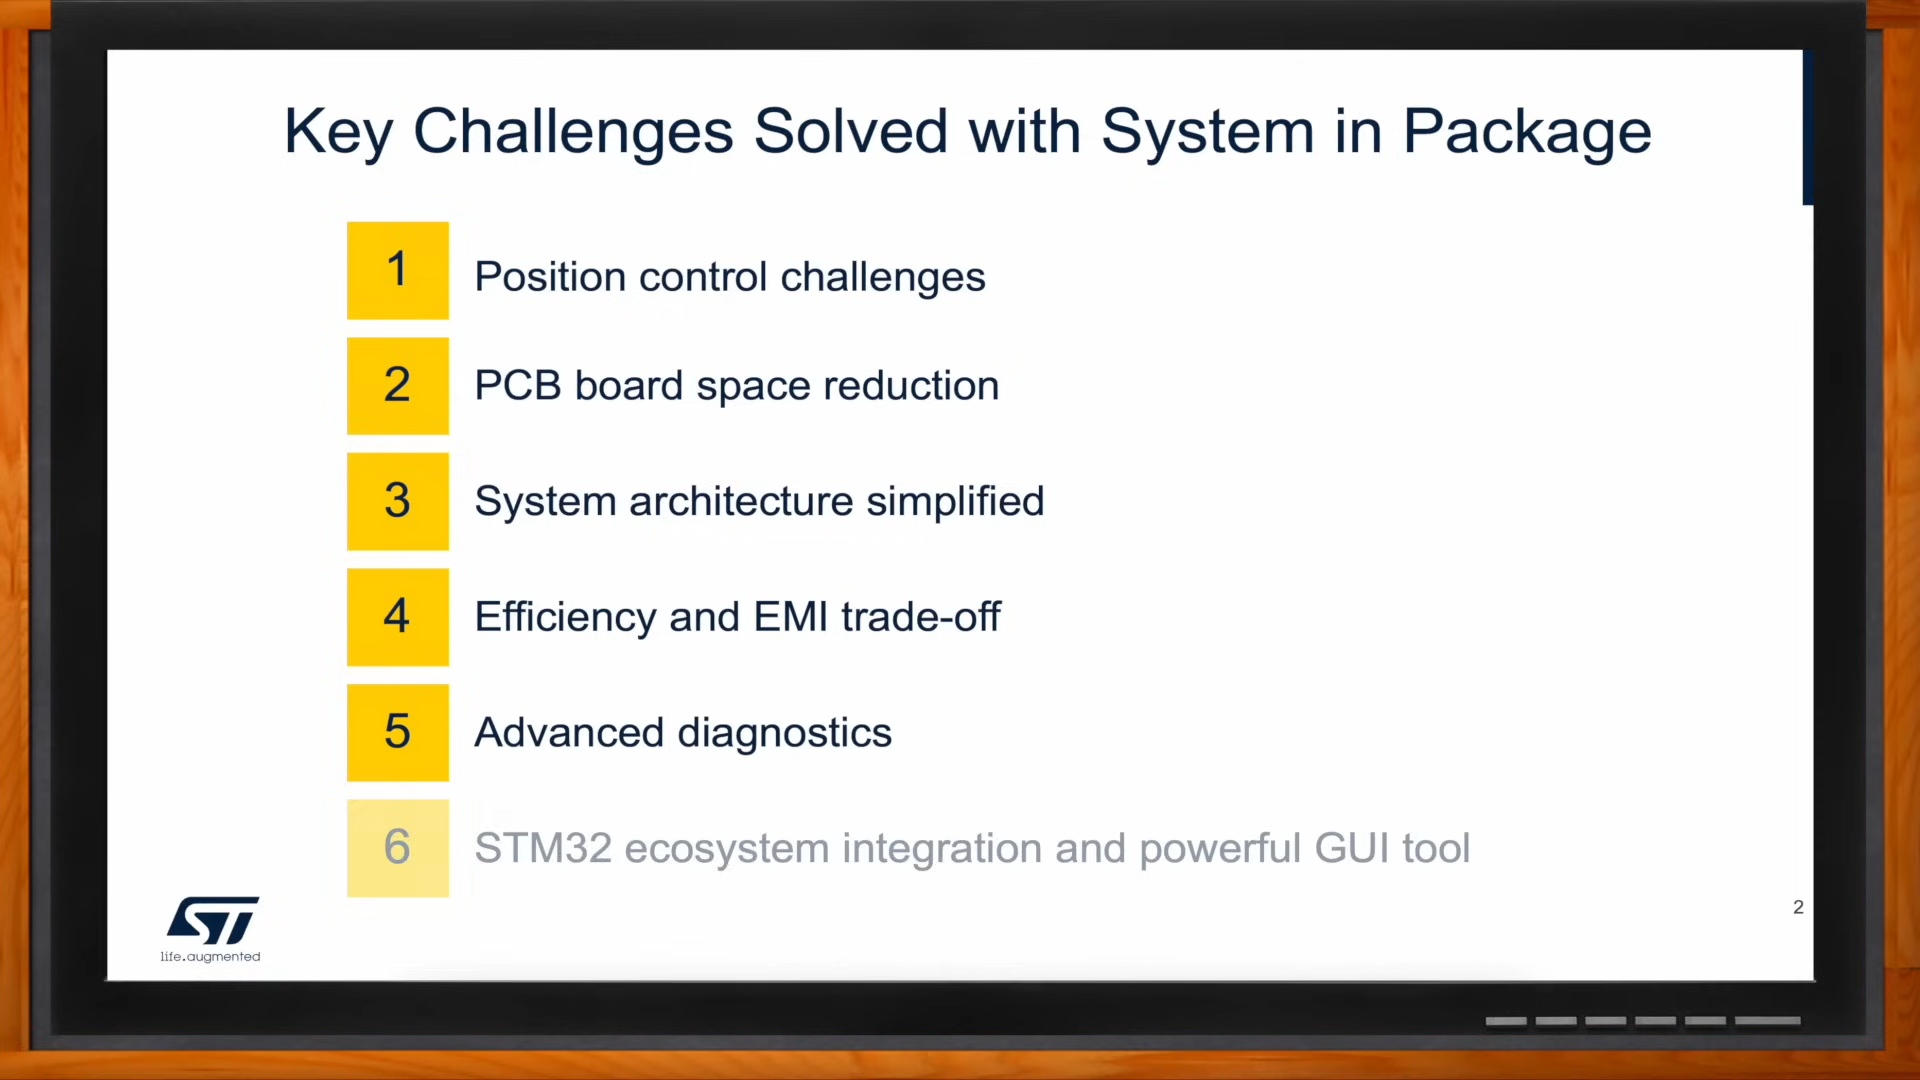 Key Challenges Solved with System in Package
1 Position control challenges
2 PCB board space reduction
3 System architecture simplified
4 Efficiency and EMI trade-off
5 Advanced diagnostics
6 STM32 ecosystem integration and powerful GUI tool
ST
life.augmented
2